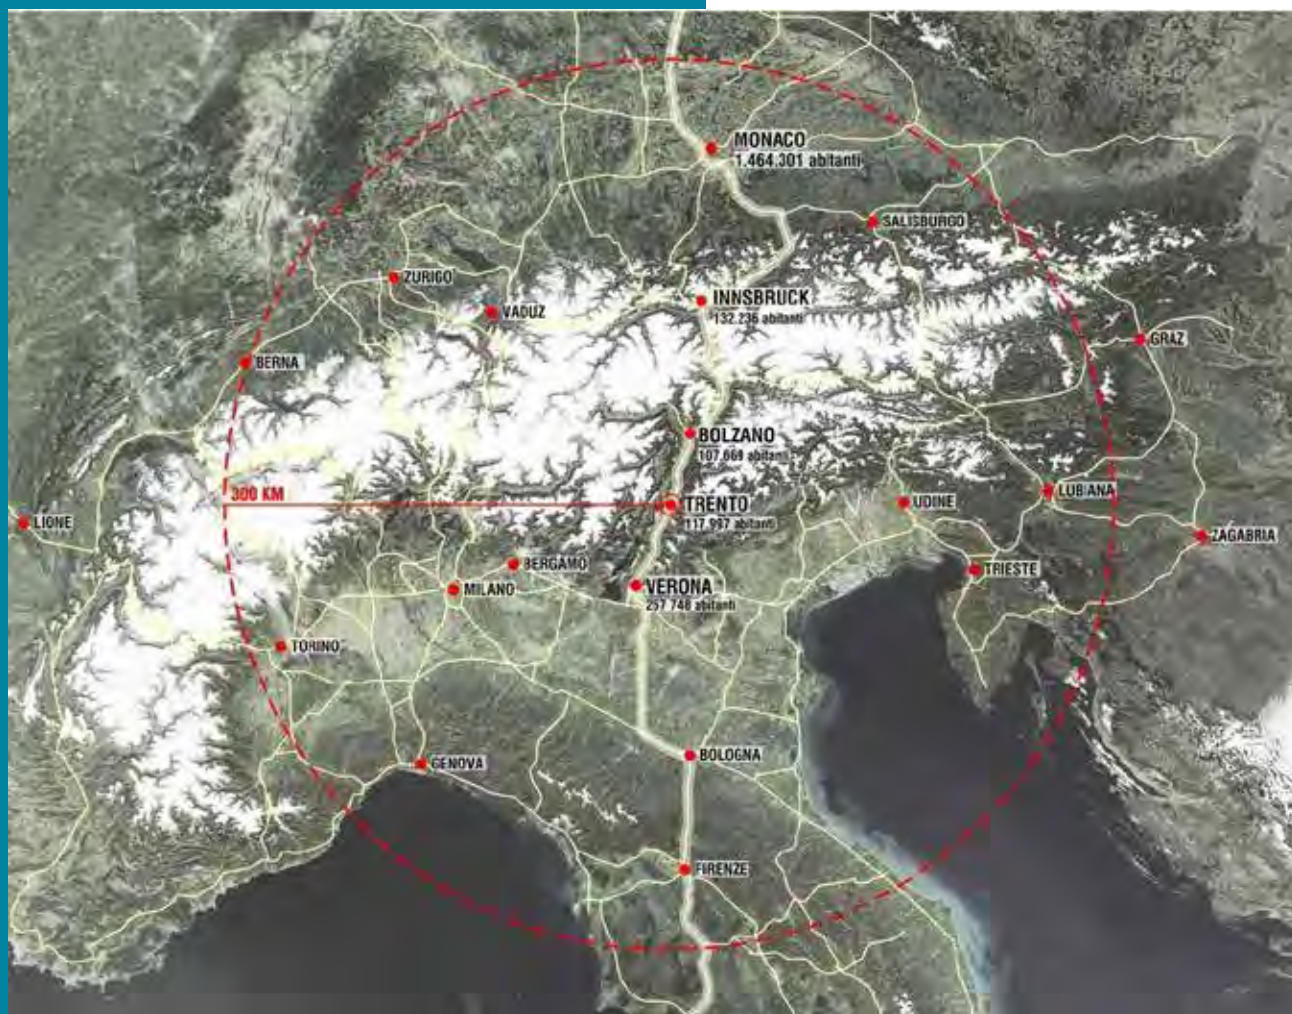 MONACO
1.464.301 abitanti
SALISBURGO
ZURIGO
INNSBRUCK
132.236 abitanti
VADUZ
GRAZ
BERNA
BOLZANO
107.669 abitanti
300 KM
TRENTO
117.997 abitanti
UDINE
LUBIANA
LIONE
ZAGABRIA
BERGAMO
TRIESTE
MILANO
VERONA
257.748 abitanti
TORINO
BOLOGNA
GENOVA
FIRENZE